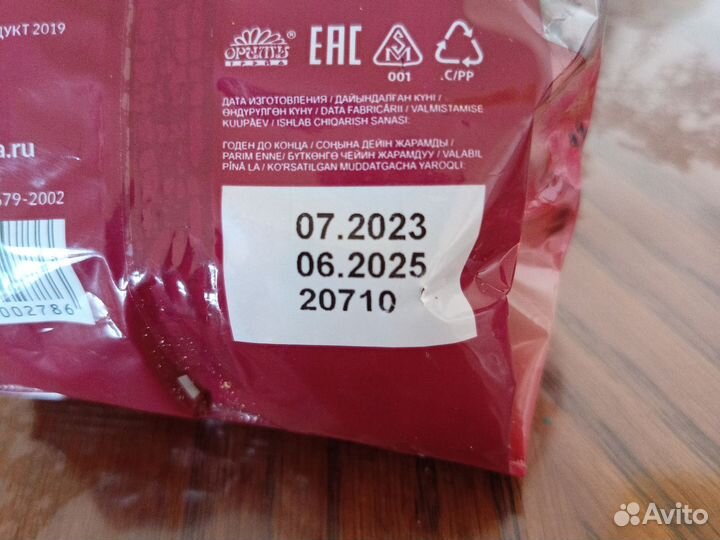 ДУКТ 2019
ОРИМИ
ТРЭЙД
®
ЕАС
001
C/PP
ДАТА ИЗГОТОВЛЕНИЯ / ДАЙЫНДАЛҒАН КҮНІ /
ӨНДҮРҮЛГӨН КҮНҮ / DATA FABRICĂRII / VALMISTAMISE
KUUPÄEV / ISHLAB CHIQARISH SANASI:
ГОДЕН ДО КОНЦА / СОҢЫНА ДЕЙІН ЖАРАМДЫ /
PARIM ENNE/ БҮТКӨНГӨ ЧЕЙИН ЖАРАМДУУ / VALABIL
PÎNĂ LA / KO'RSATILGAN MUDDATGACHA YAROQLI:
a.ru
679-2002
07.2023
06.2025
20710
002786
Avito